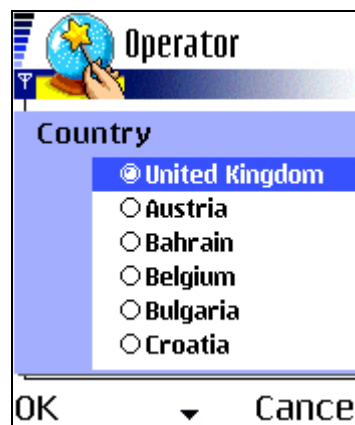 Operator
Country
United Kingdom
Austria
Bahrain
Belgium
Bulgaria
Croatia
OK Cance